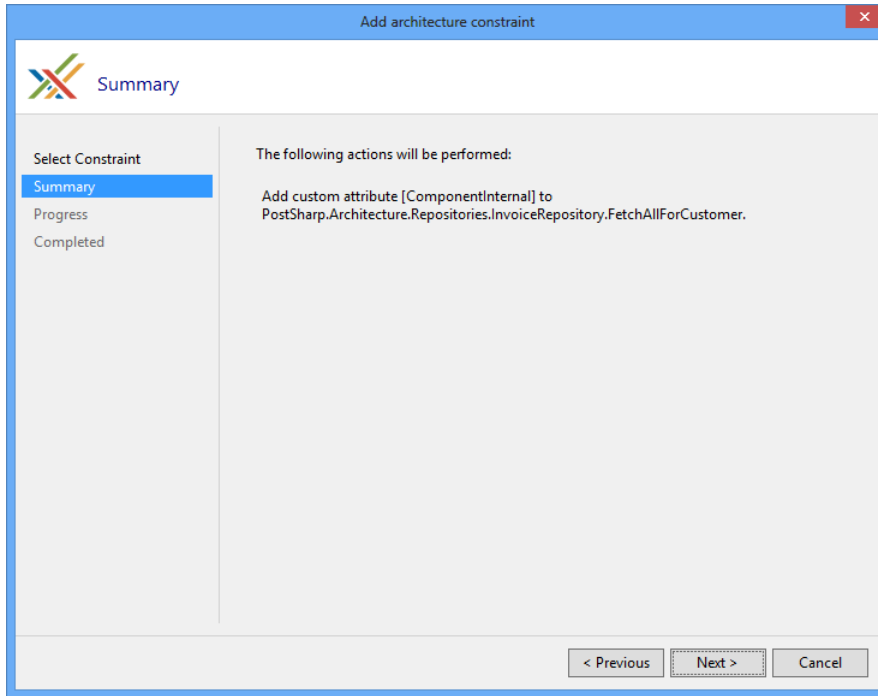 Add architecture constraint
Summary
Select Constraint
Summary
Progress
Completed
The following actions will be performed:
Add custom attribute [ComponentInternal] to
PostSharp.Architecture.Repositories.InvoiceRepository.FetchAllForCustomer.
< Previous
Next >
Cancel